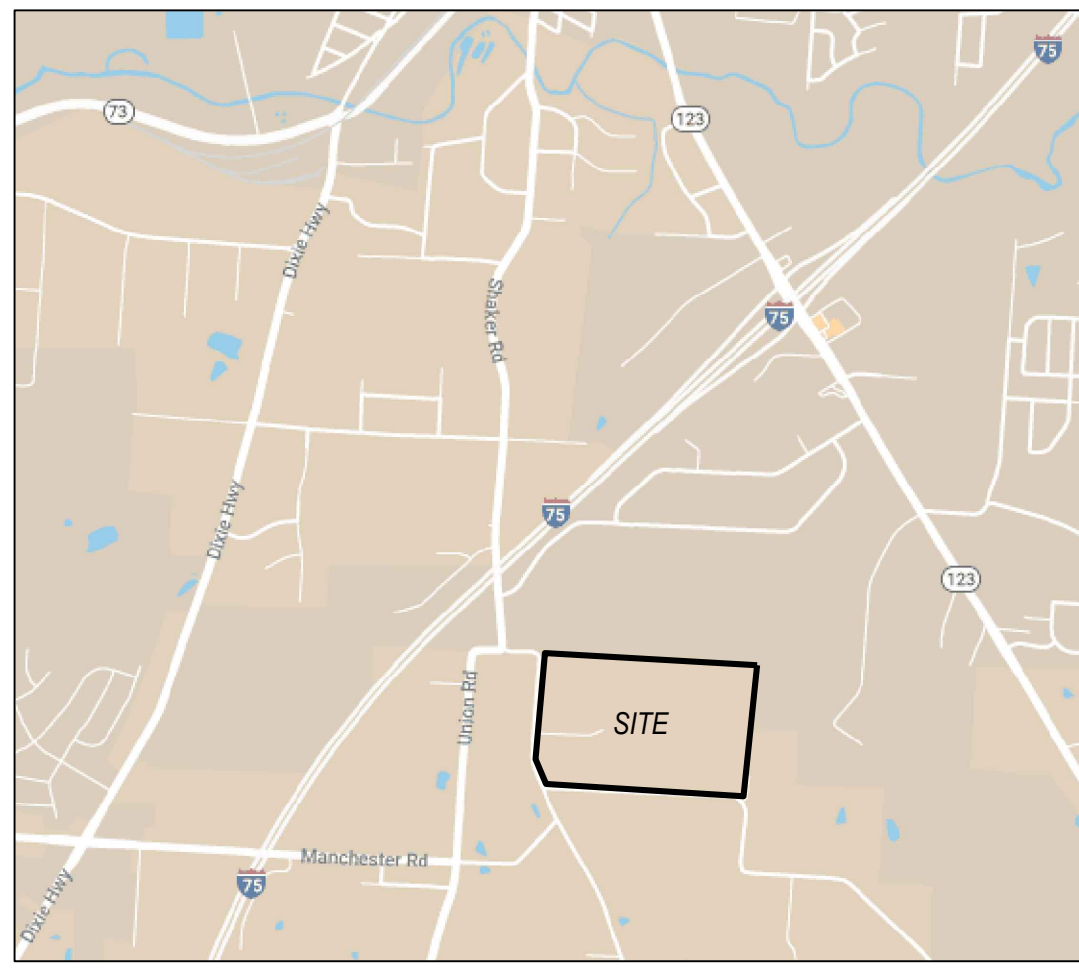 75
73
123
Dixie Hwy
Shaker Rd
75
75
Dixie Hwy
123
Union Rd
SITE
Manchester Rd
75
Dixie Hwy